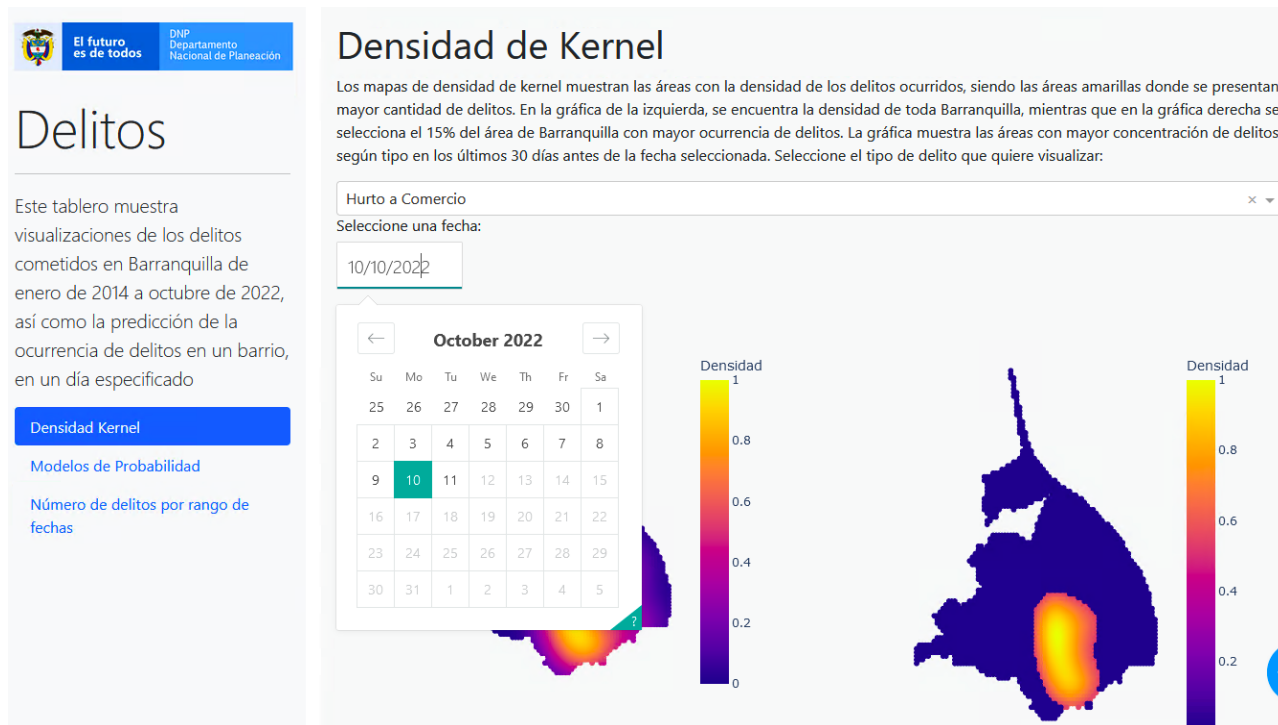 El futuro
es de todos
DNP
Departamento
Nacional de Planeación
Delitos
Este tablero muestra
visualizaciones de los delitos
cometidos en Barranquilla de
enero de 2014 a octubre de 2022,
así como la predicción de la
ocurrencia de delitos en un barrio,
en un día especificado
Densidad Kernel
Modelos de Probabilidad
Número de delitos por rango de
fechas
Densidad de Kernel
Los mapas de densidad de kernel muestran las áreas con la densidad de los delitos ocurridos, siendo las áreas amarillas donde se presentan
mayor cantidad de delitos. En la gráfica de la izquierda, se encuentra la densidad de toda Barranquilla, mientras que en la gráfica derecha se
selecciona el 15% del área de Barranquilla con mayor ocurrencia de delitos. La gráfica muestra las áreas con mayor concentración de delitos
según tipo en los últimos 30 días antes de la fecha seleccionada. Seleccione el tipo de delito que quiere visualizar:
Hurto a Comercio ×
Seleccione una fecha:
10/10/2022
← October 2022 →
Su Mo Tu We Th Fr Sa
25 26 27 28 29 30 1
2 3 4 5 6 7 8
9 10 11 12 13 14 15
16 17 18 19 20 21 22
23 24 25 26 27 28 29
30 31 1 2 3 4 5
?
Densidad
1
0.8
0.6
0.4
0.2
0
Densidad
1
0.8
0.6
0.4
0.2